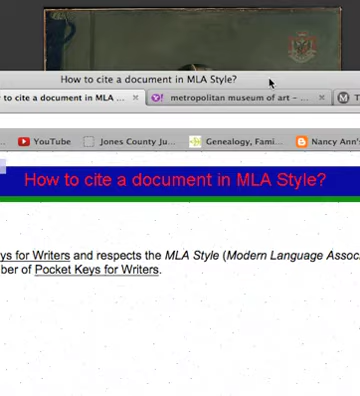 How to cite a document in MLA Style?
to cite a document in MLA ... × Y! metropolitan museum of art – ... × M
YouTube Jones County Ju... Genealogy, Fami... Nancy Ann's
How to cite a document in MLA Style?
ys for Writers and respects the MLA Style (Modern Language Assoc
ber of Pocket Keys for Writers.